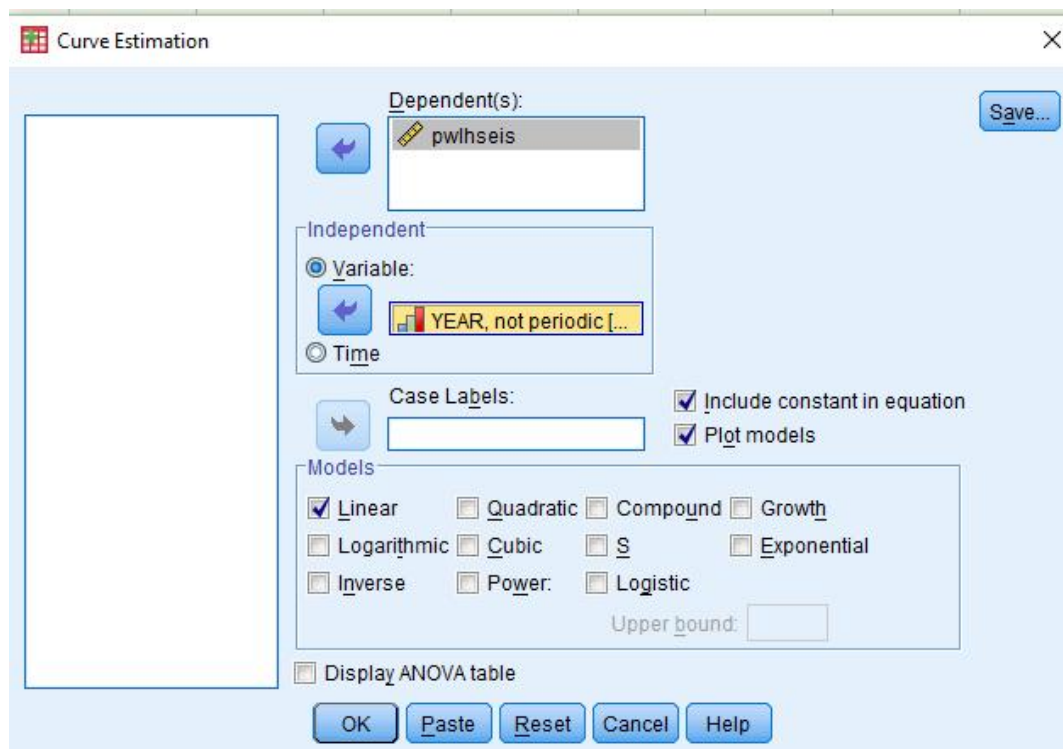 Curve Estimation
Dependent(s):
Save...
pwlhseis
Independent
Variable:
YEAR, not periodic [...
Time
Case Labels:
Include constant in equation
Plot models
Models
Linear Quadratic Compound Growth
Logarithmic Cubic S Exponential
Inverse Power: Logistic
Upper bound:
Display ANOVA table
OK Paste Reset Cancel Help